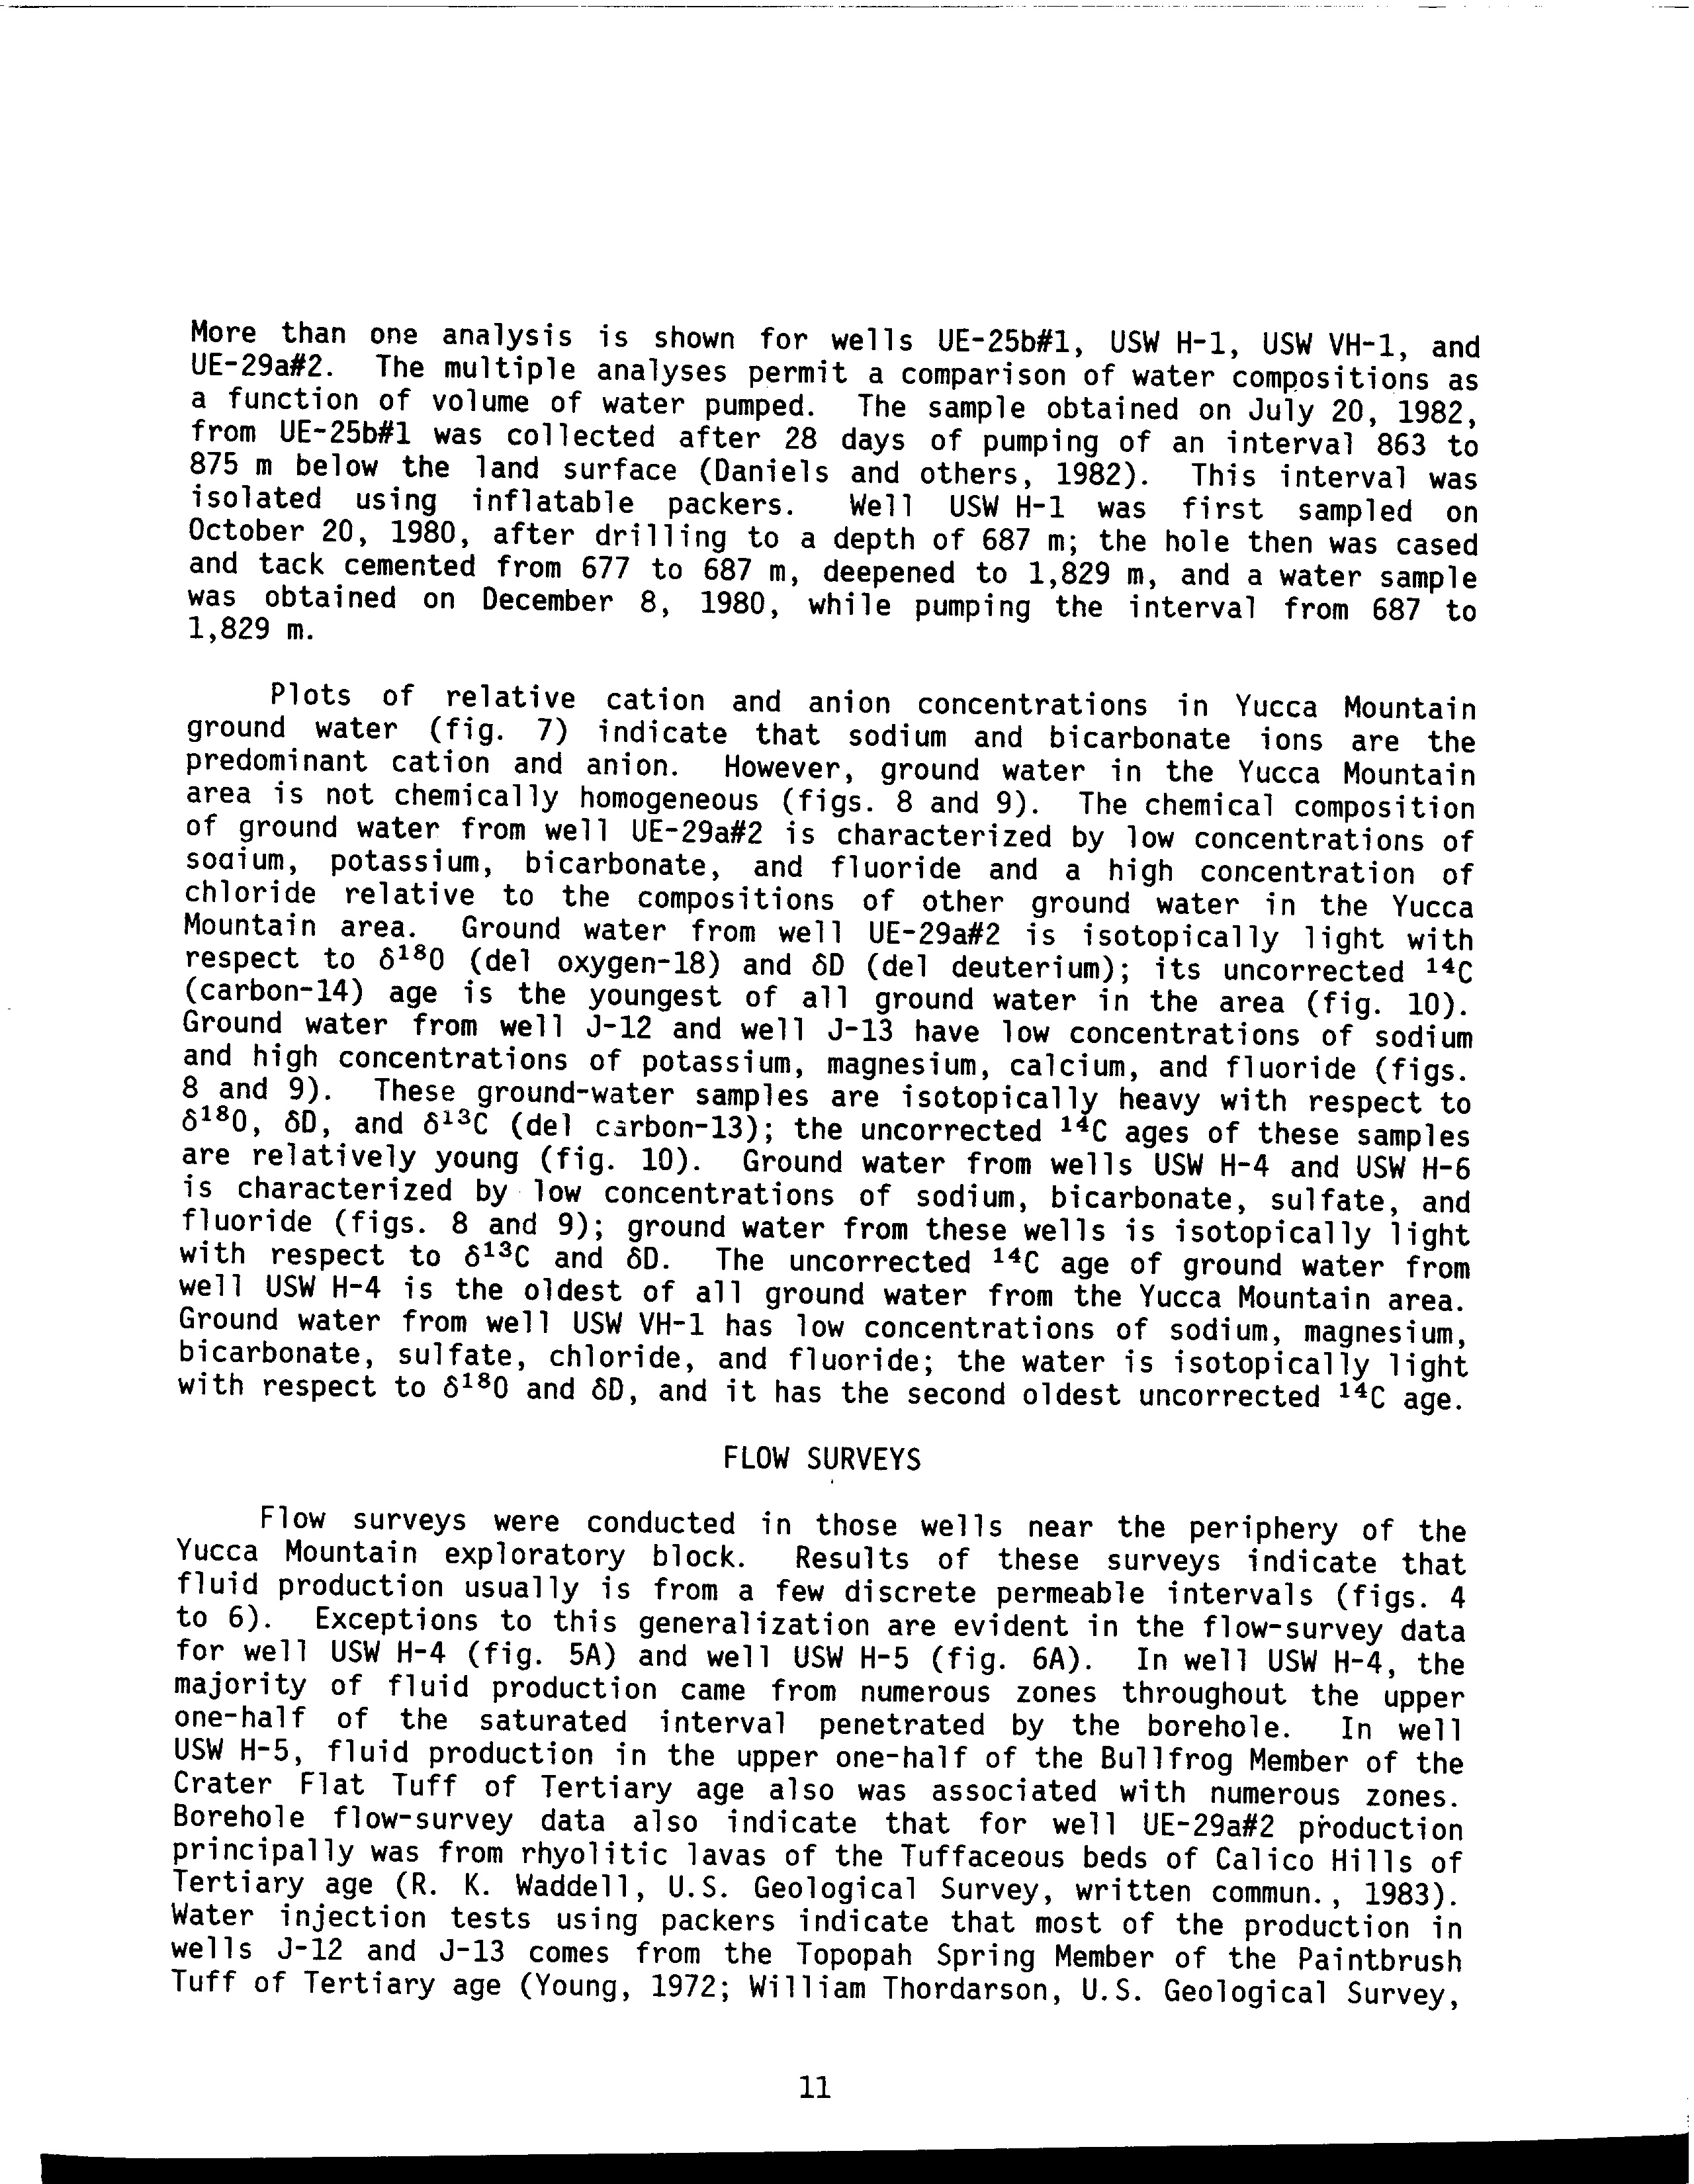 More than one analysis is shown for wells UE-25b#1, USW H-1, USW VH-1, and
UE-29a#2. The multiple analyses permit a comparison of water compositions as
a function of volume of water pumped. The sample obtained on July 20, 1982,
from UE-25b#1 was collected after 28 days of pumping of an interval 863 to
875 m below the land surface (Daniels and others, 1982). This interval was
isolated using inflatable packers. Well USW H-1 was first sampled on
October 20, 1980, after drilling to a depth of 687 m; the hole then was cased
and tack cemented from 677 to 687 m, deepened to 1,829 m, and a water sample
was obtained on December 8, 1980, while pumping the interval from 687 to
1,829 m.
Plots of relative cation and anion concentrations in Yucca Mountain
ground water (fig. 7) indicate that sodium and bicarbonate ions are the
predominant cation and anion. However, ground water in the Yucca Mountain
area is not chemically homogeneous (figs. 8 and 9). The chemical composition
of ground water from well UE-29a#2 is characterized by low concentrations of
sodium, potassium, bicarbonate, and fluoride and a high concentration of
chloride relative to the compositions of other ground water in the Yucca
Mountain area. Ground water from well UE-29a#2 is isotopically light with
respect to δ¹⁸O (del oxygen-18) and δD (del deuterium); its uncorrected ¹⁴C
(carbon-14) age is the youngest of all ground water in the area (fig. 10).
Ground water from well J-12 and well J-13 have low concentrations of sodium
and high concentrations of potassium, magnesium, calcium, and fluoride (figs.
8 and 9). These ground-water samples are isotopically heavy with respect to
δ¹⁸O, δD, and δ¹³C (del carbon-13); the uncorrected ¹⁴C ages of these samples
are relatively young (fig. 10). Ground water from wells USW H-4 and USW H-6
is characterized by low concentrations of sodium, bicarbonate, sulfate, and
fluoride (figs. 8 and 9); ground water from these wells is isotopically light
with respect to δ¹³C and δD. The uncorrected ¹⁴C age of ground water from
well USW H-4 is the oldest of all ground water from the Yucca Mountain area.
Ground water from well USW VH-1 has low concentrations of sodium, magnesium,
bicarbonate, sulfate, chloride, and fluoride; the water is isotopically light
with respect to δ¹⁸O and δD, and it has the second oldest uncorrected ¹⁴C age.
FLOW SURVEYS
Flow surveys were conducted in those wells near the periphery of the
Yucca Mountain exploratory block. Results of these surveys indicate that
fluid production usually is from a few discrete permeable intervals (figs. 4
to 6). Exceptions to this generalization are evident in the flow-survey data
for well USW H-4 (fig. 5A) and well USW H-5 (fig. 6A). In well USW H-4, the
majority of fluid production came from numerous zones throughout the upper
one-half of the saturated interval penetrated by the borehole. In well
USW H-5, fluid production in the upper one-half of the Bullfrog Member of the
Crater Flat Tuff of Tertiary age also was associated with numerous zones.
Borehole flow-survey data also indicate that for well UE-29a#2 production
principally was from rhyolitic lavas of the Tuffaceous beds of Calico Hills of
Tertiary age (R. K. Waddell, U.S. Geological Survey, written commun., 1983).
Water injection tests using packers indicate that most of the production in
wells J-12 and J-13 comes from the Topopah Spring Member of the Paintbrush
Tuff of Tertiary age (Young, 1972; William Thordarson, U.S. Geological Survey,
11